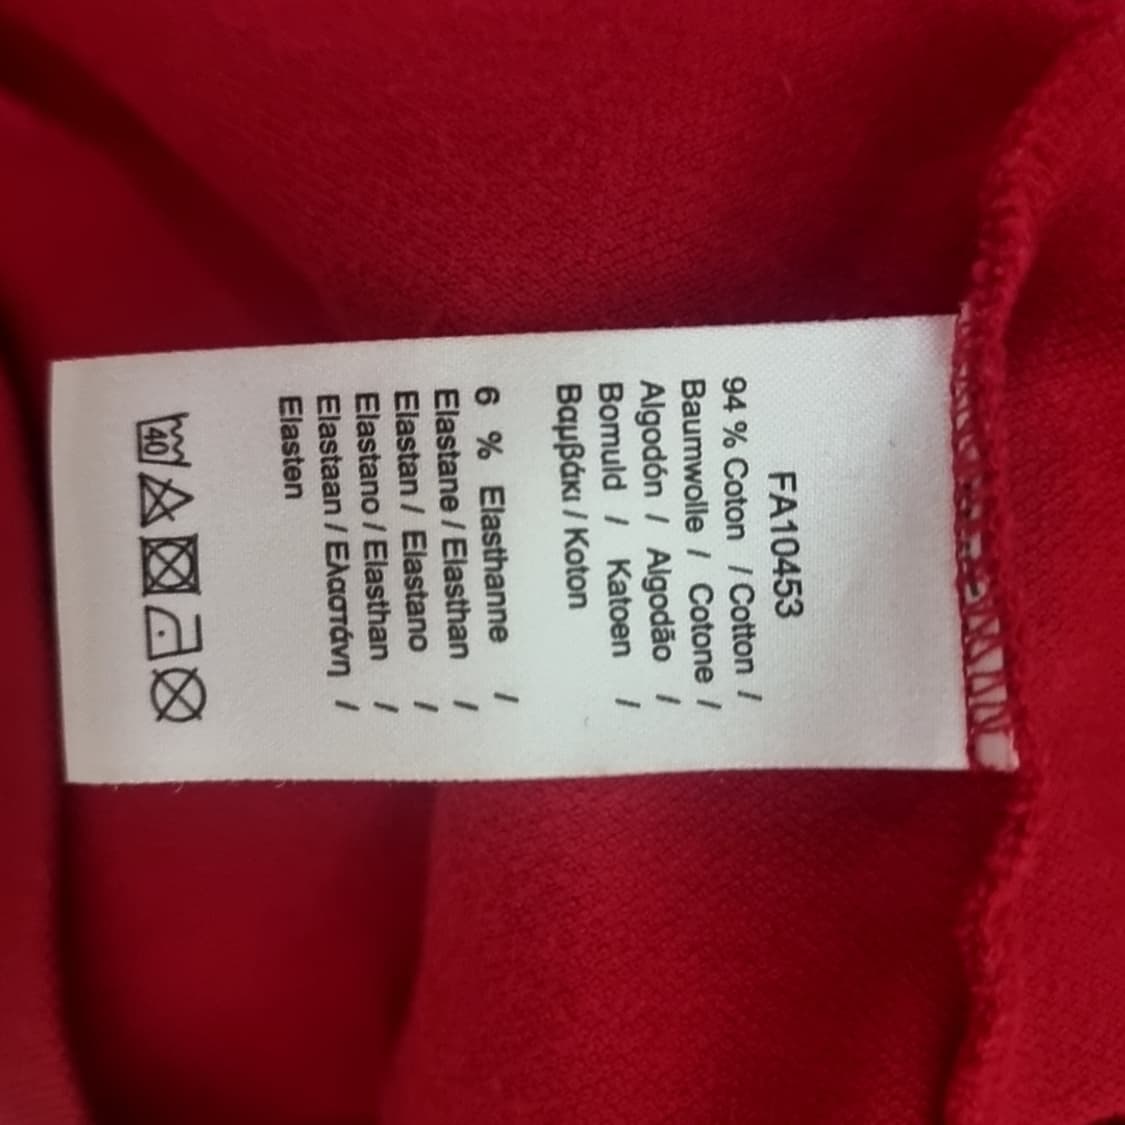 FA10453
94 % Coton / Cotton /
Baumwolle / Cotone /
Algodón / Algodão /
Bomuld / Katoen /
Βαμβάκι / Koton
6 % Elasthanne /
Elastane / Elasthan /
Elastan / Elastano /
Elastano / Elasthan /
Elastaan / Ελαστάνη /
Elasten
40